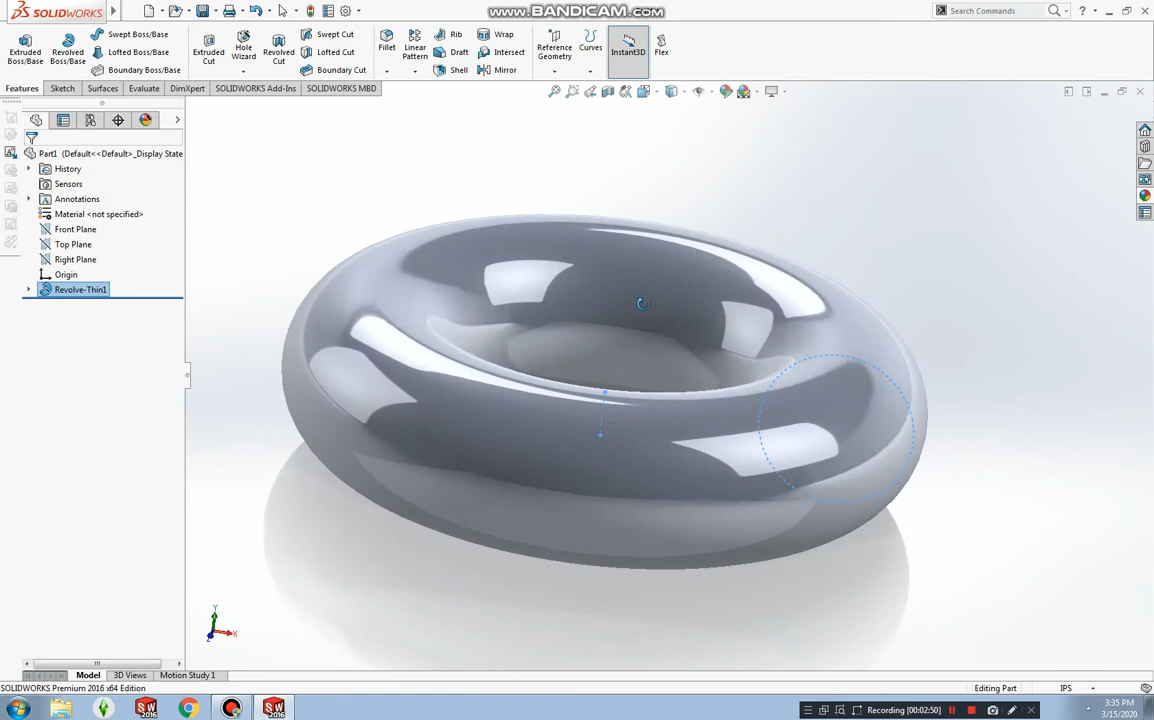 SOLIDWORKS
www.BANDICAM.com
Search Commands
Extruded Boss/Base
Revolved Boss/Base
Swept Boss/Base
Lofted Boss/Base
Boundary Boss/Base
Extruded Cut
Hole Wizard
Revolved Cut
Swept Cut
Lofted Cut
Boundary Cut
Fillet
Linear Pattern
Rib
Draft
Shell
Wrap
Intersect
Mirror
Reference Geometry
Curves
Instant3D
Flex
Features
Sketch
Surfaces
Evaluate
DimXpert
SOLIDWORKS Add-Ins
SOLIDWORKS MBD
Part1 (Default<<Default>_Display State
History
Sensors
Annotations
Material <not specified>
Front Plane
Top Plane
Right Plane
Origin
Revolve-Thin1
Y
X
Z
Model
3D Views
Motion Study 1
SOLIDWORKS Premium 2016 x64 Edition
Editing Part
IPS
SW 2016
SW 2016
Recording [00:02:50]
3:35 PM
3/15/2020